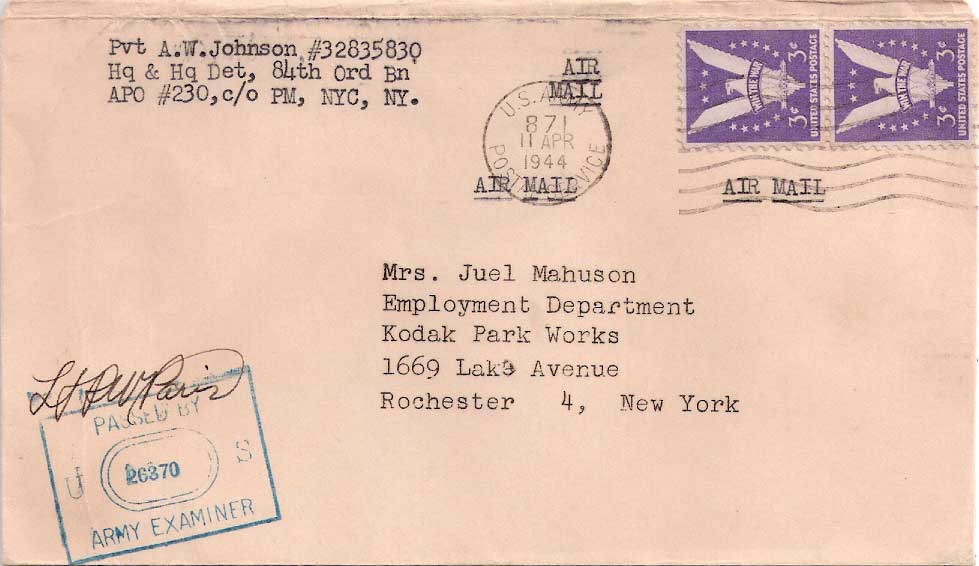 Pvt A.W.Johnson, #32835830
Hq & Hq Det, 84th Ord Bn
APO #230, c/o PM, NYC, NY.
AIR
MAIL
U.S. ARMY
871
11 APR
1944
POSTAL SERVICE
AIR MAIL
WIN THE WAR
3¢
UNITED STATES POSTAGE
WIN THE WAR
3¢
UNITED STATES POSTAGE
AIR MAIL
Mrs. Juel Mahuson
Employment Department
Kodak Park Works
1669 Lake Avenue
Rochester 4, New York
Lt
PASSED BY
U S
26370
ARMY EXAMINER